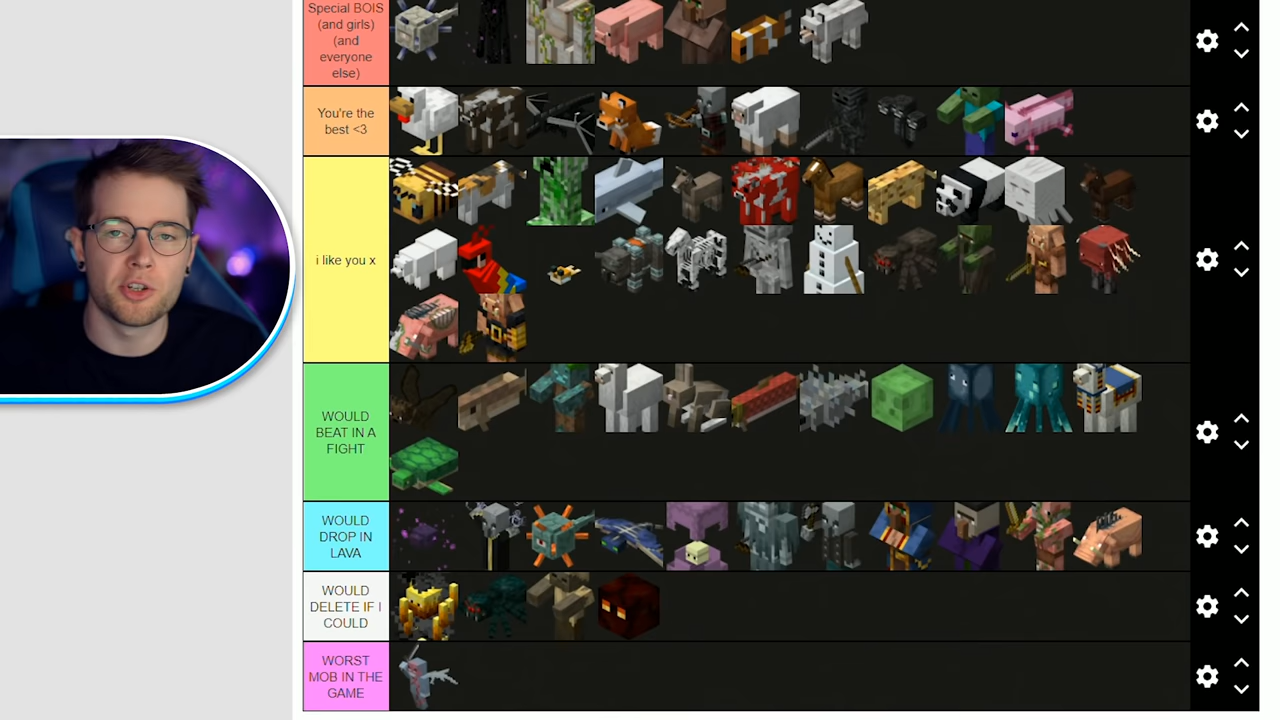 Special BOIS
(and girls)
(and
everyone
else)
You're the
best <3
i like you x
WOULD
BEAT IN A
FIGHT
WOULD
DROP IN
LAVA
WOULD
DELETE IF I
COULD
WORST
MOB IN THE
GAME